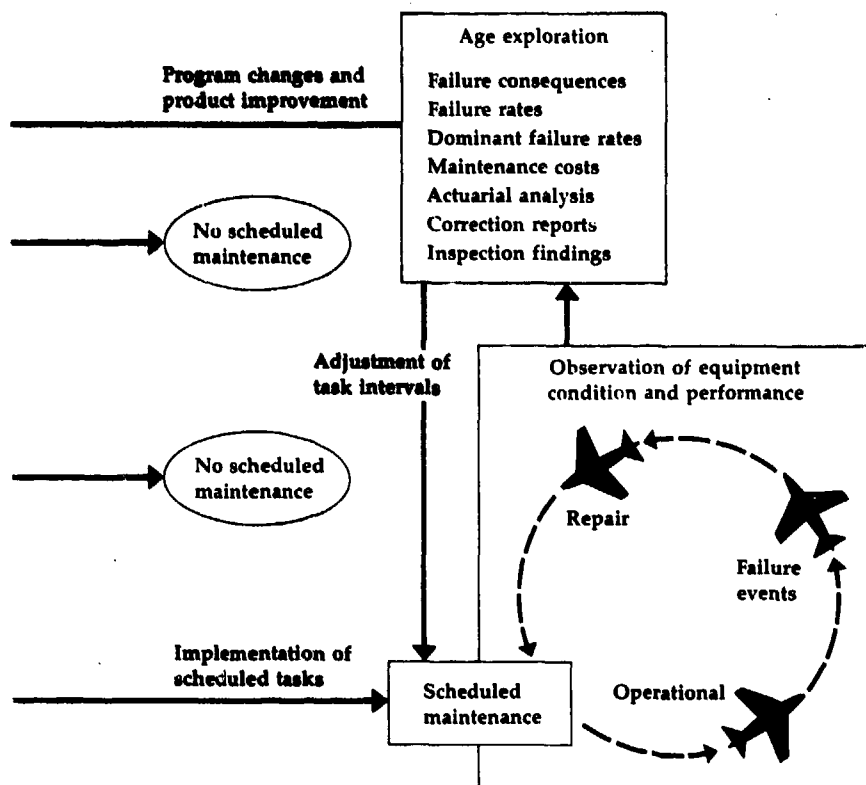 Age exploration
Failure consequences
Failure rates
Dominant failure rates
Maintenance costs
Actuarial analysis
Correction reports
Inspection findings
Program changes and
product improvement
No scheduled
maintenance
Adjustment of
task intervals
Observation of equipment
condition and performance
No scheduled
maintenance
Repair
Failure
events
Implementation of
scheduled tasks
Scheduled
maintenance
Operational